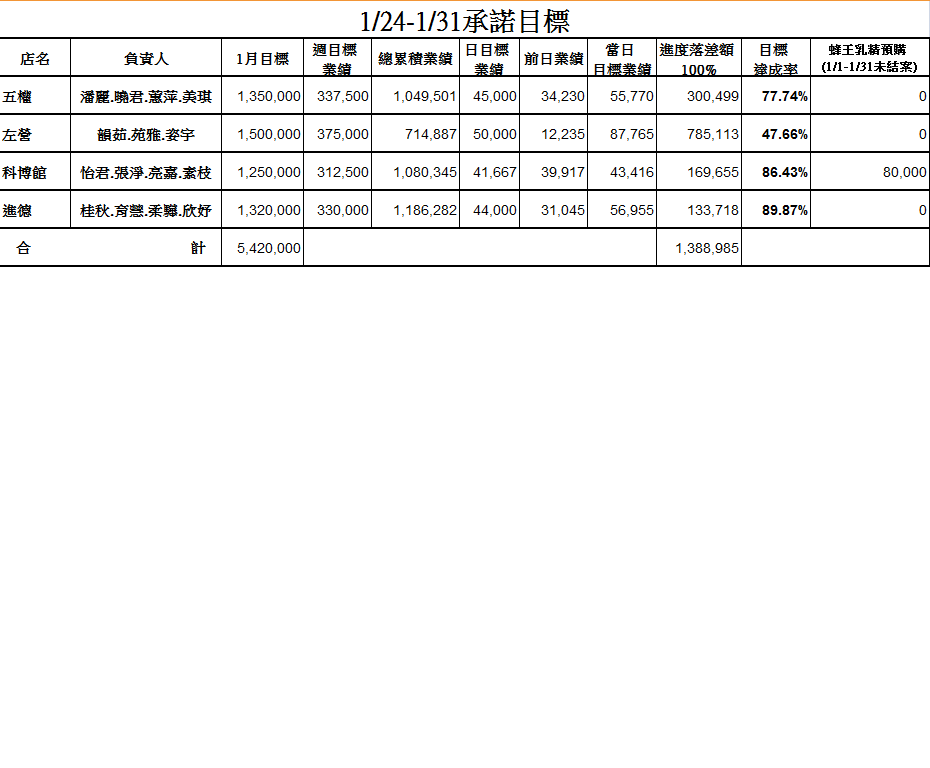 1/24-1/31承諾目標
店名 負責人 1月目標 週目標業績 總累積業績 日目標業績 前日業績 當日目標業績 進度落差額100% 目標達成率 蜂王乳精預購(1/1-1/31未結案)
五權 潘麗.曉君.蕙萍.美琪 1,350,000 337,500 1,049,501 45,000 34,230 55,770 300,499 77.74% 0
左營 韻茹.苑雅.姿宇 1,500,000 375,000 714,887 50,000 12,235 87,765 785,113 47.66% 0
科博館 怡君.張淨.亮嘉.素枝 1,250,000 312,500 1,080,345 41,667 39,917 43,416 169,655 86.43% 80,000
進德 桂秋.育慧.柔驊.欣妤 1,320,000 330,000 1,186,282 44,000 31,045 56,955 133,718 89.87% 0
合 計 5,420,000 1,388,985